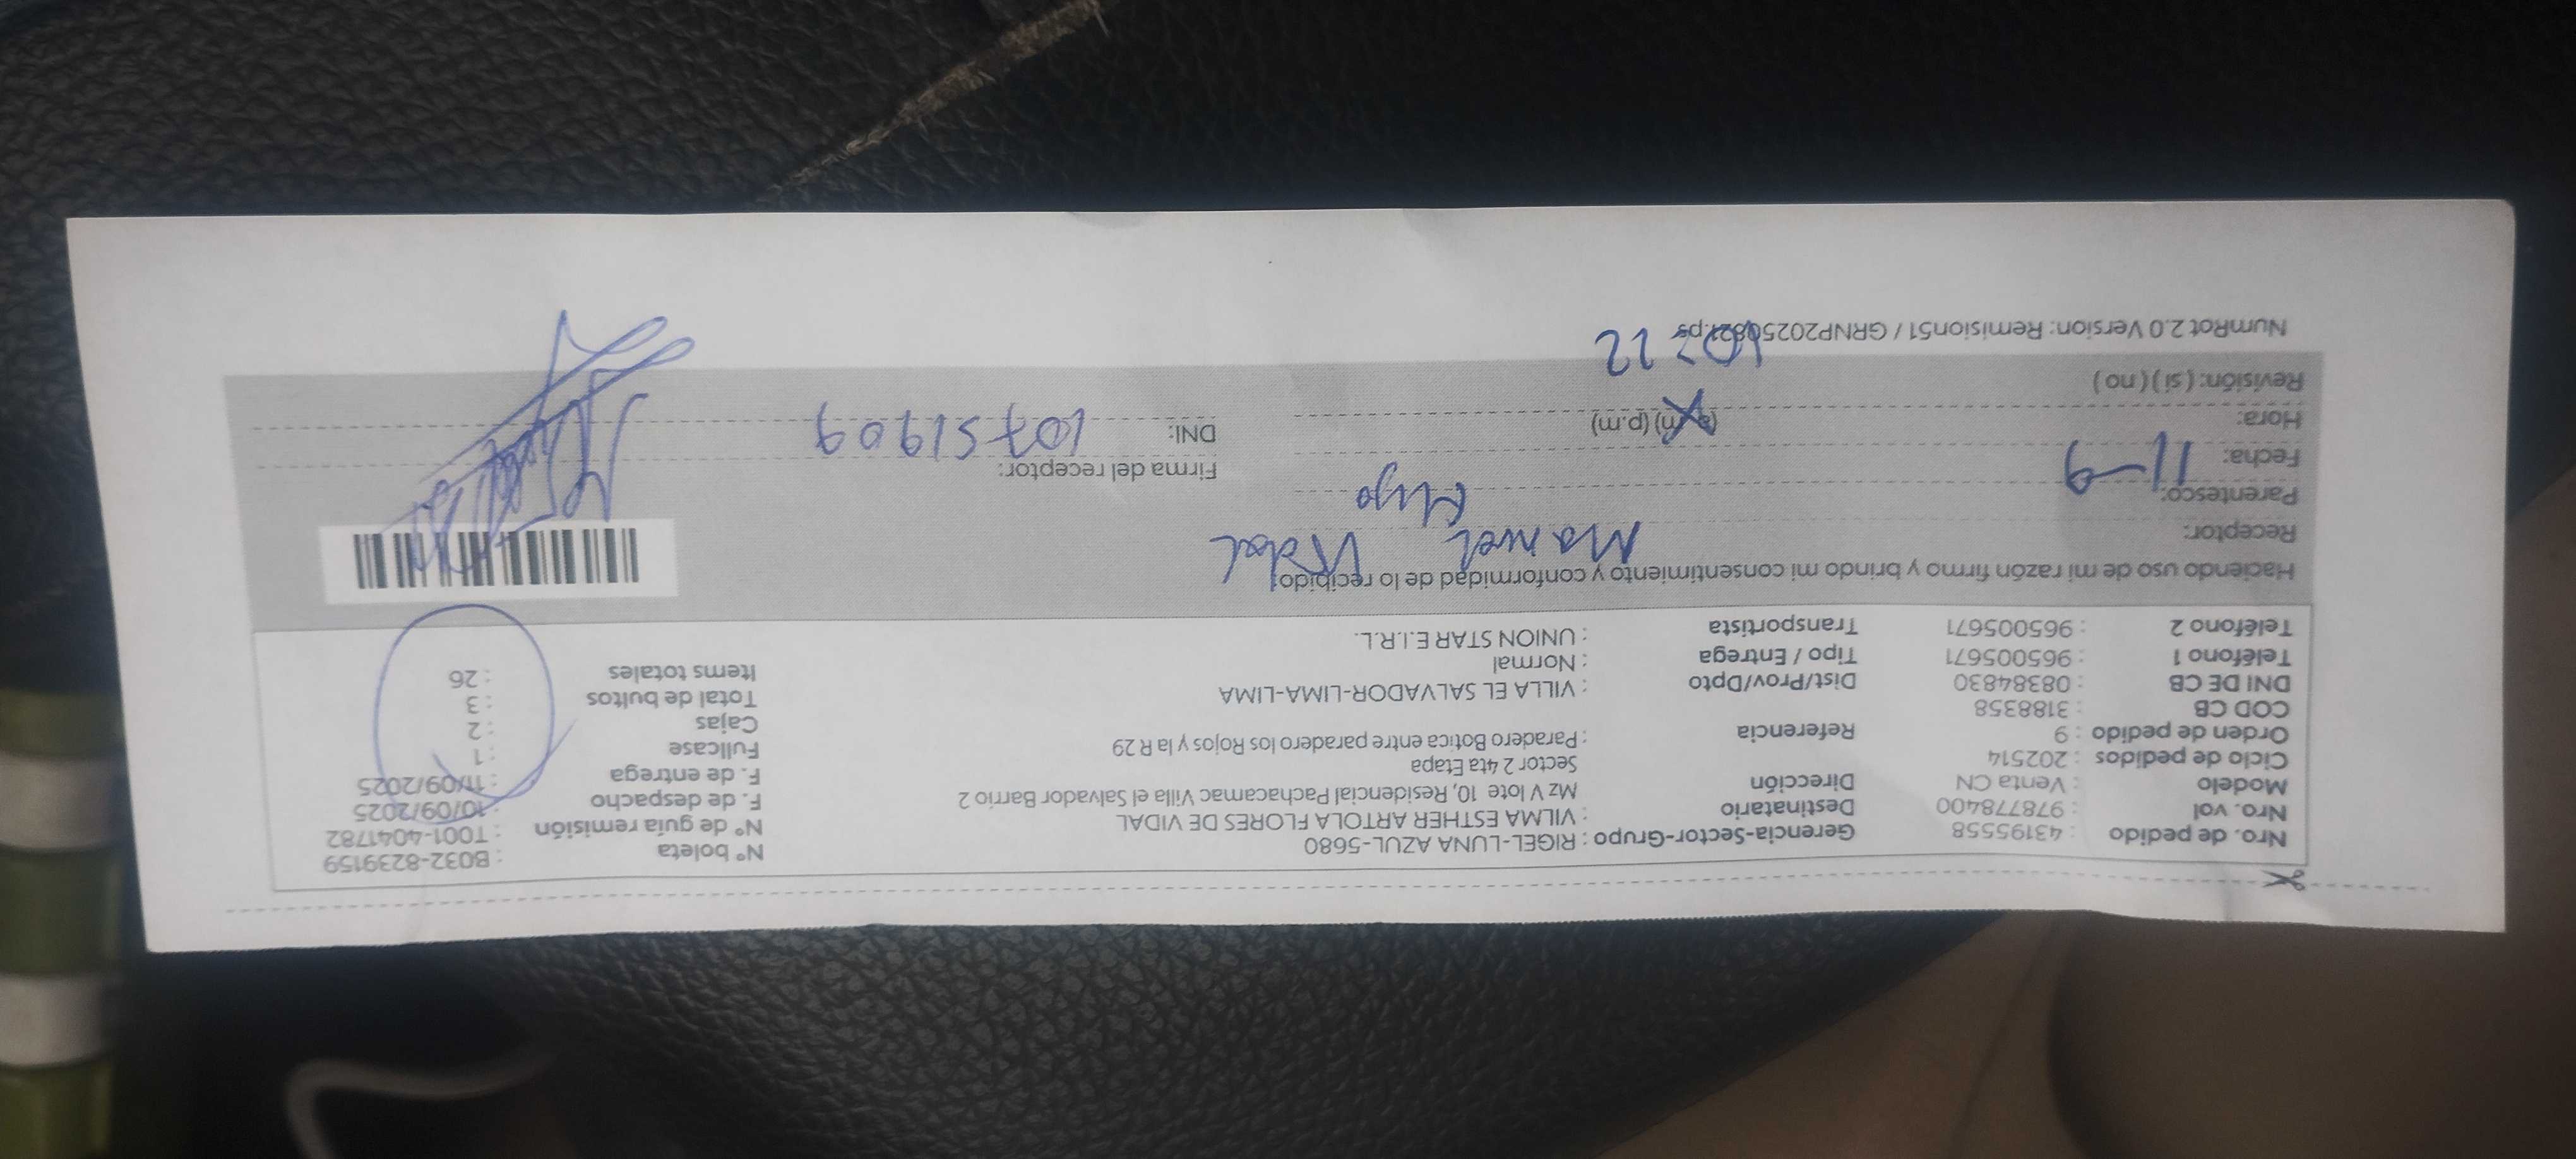 Nro. de pedido : 43195558 Gerencia-Sector-Grupo : RIGEL-LUNA AZUL-5680 N° boleta : B032-8239159
Nro. vol : 978778400 Destinatario : VILMA ESTHER ARTOLA FLORES DE VIDAL N° de guía remisión : T001-4041782
Modelo : Venta CN Dirección Mz V lote 10, Residencial Pachacamac Villa el Salvador Barrio 2 F. de despacho : 10/09/2025
Ciclo de pedidos : 202514 Sector 2 4ta Etapa F. de entrega : 11/09/2025
Orden de pedido : 9 Referencia : Paradero Botica entre paradero los Rojos y la R 29 Fullcase : 1
COD CB : 3188358 Cajas : 2
DNI DE CB : 08384830 Dist/Prov/Dpto : VILLA EL SALVADOR-LIMA-LIMA Total de bultos : 3
Teléfono 1 : 965005671 Tipo / Entrega : Normal Items totales : 26
Teléfono 2 : 965005671 Transportista : UNION STAR E.I.R.L.
Haciendo uso de mi razón firmo y brindo mi consentimiento y conformidad de lo recibido:
Receptor: Manuel Vidal
Parentesco: Hijo
Fecha: 11-9 Firma del receptor:
Hora: (a.m) (p.m) DNI: 10751909
Revisión: ( si ) ( no )
NumRot 2.0 Version: Remision51 / GRNP20250821.ps